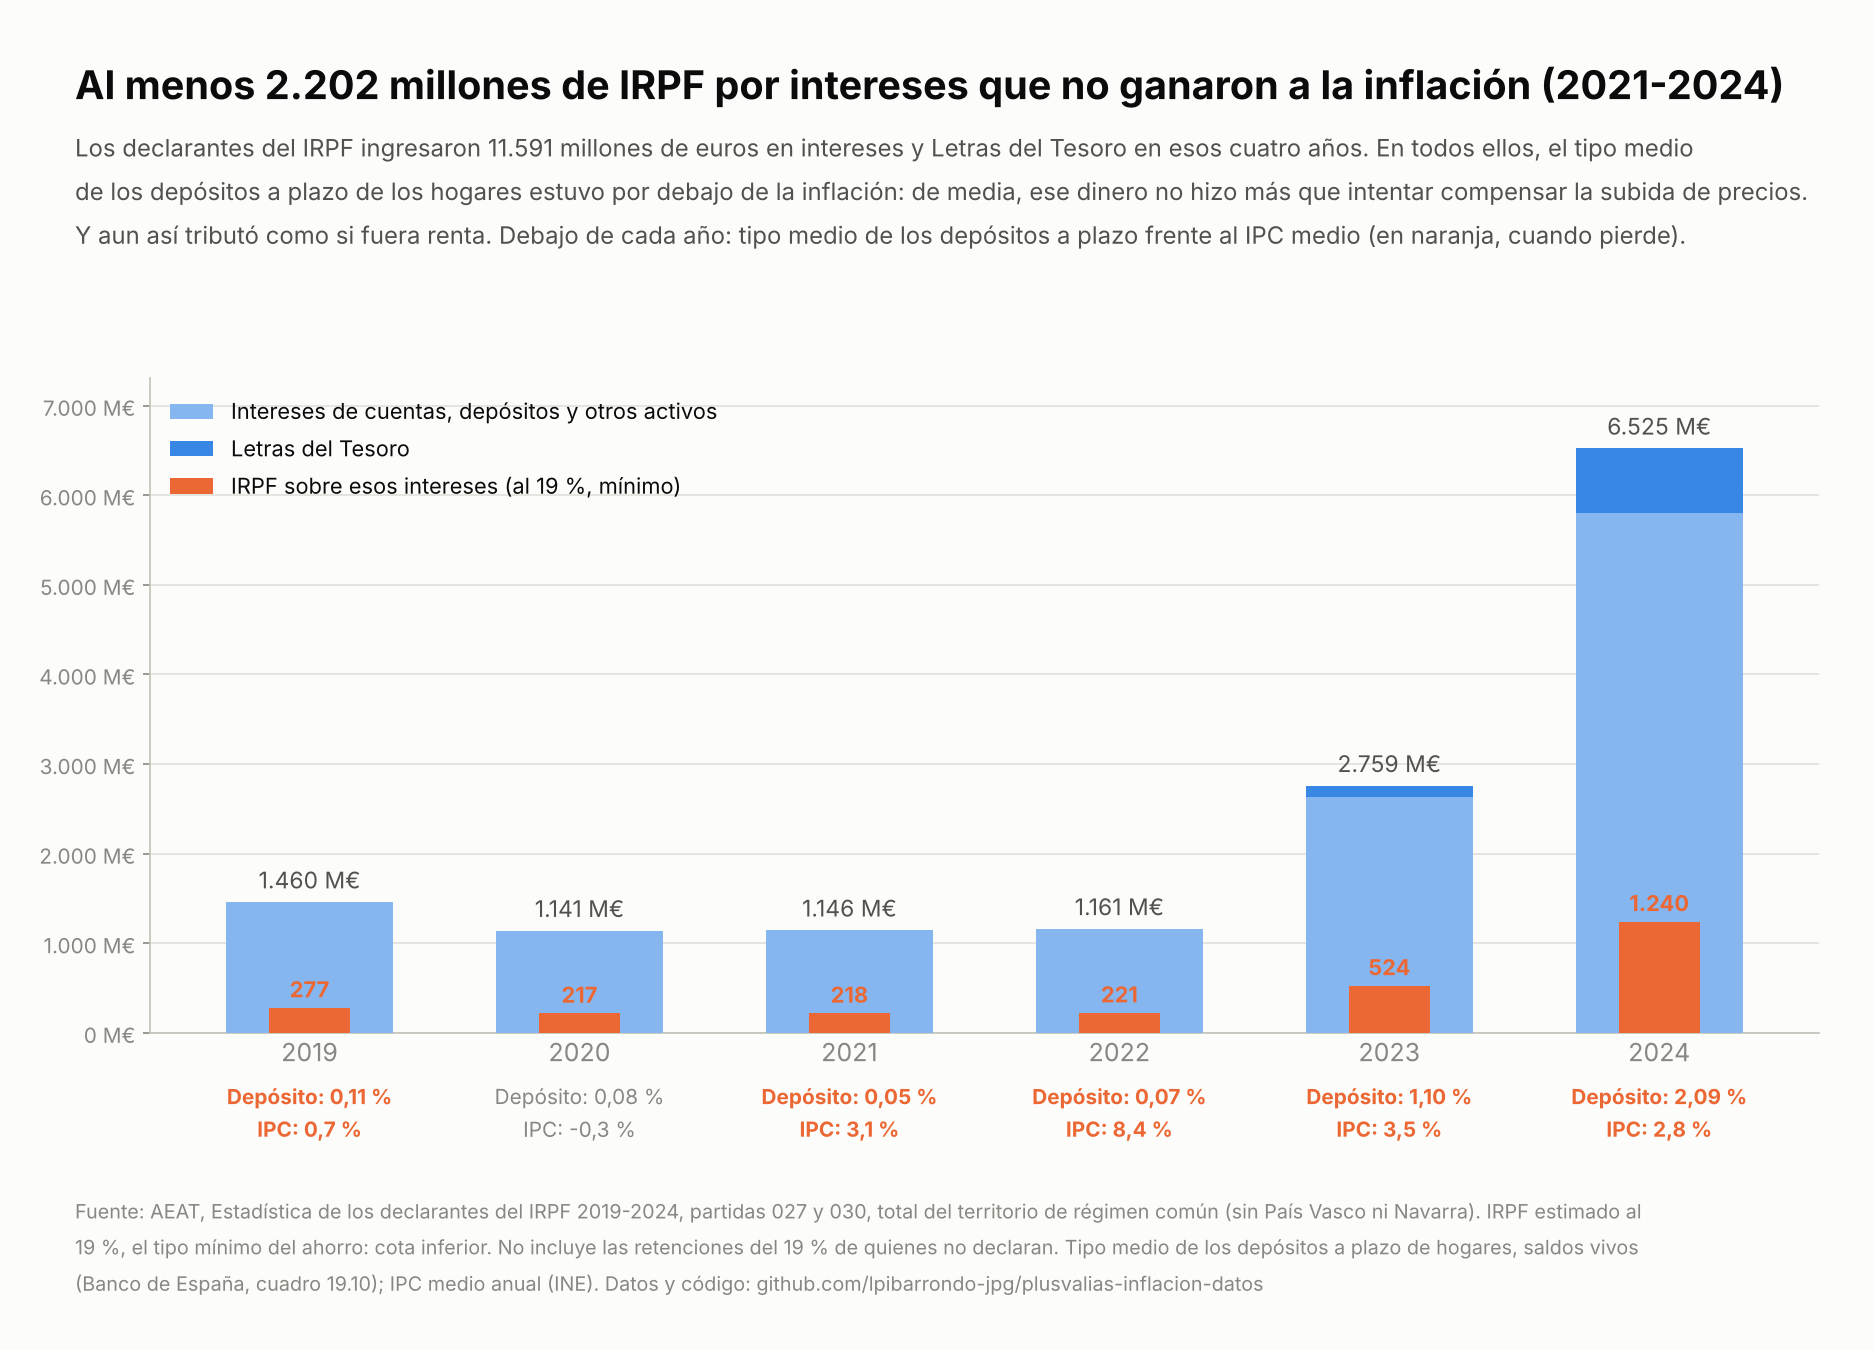 Al menos 2.202 millones de IRPF por intereses que no ganaron a la inflación (2021-2024)
Los declarantes del IRPF ingresaron 11.591 millones de euros en intereses y Letras del Tesoro en esos cuatro años. En todos ellos, el tipo medio
de los depósitos a plazo de los hogares estuvo por debajo de la inflación: de media, ese dinero no hizo más que intentar compensar la subida de precios.
Y aun así tributó como si fuera renta. Debajo de cada año: tipo medio de los depósitos a plazo frente al IPC medio (en naranja, cuando pierde).
7.000 M€
6.000 M€
5.000 M€
4.000 M€
3.000 M€
2.000 M€
1.000 M€
0 M€
Intereses de cuentas, depósitos y otros activos
Letras del Tesoro
IRPF sobre esos intereses (al 19 %, mínimo)
1.460 M€
1.141 M€
1.146 M€
1.161 M€
2.759 M€
6.525 M€
277
217
218
221
524
1.240
2019
2020
2021
2022
2023
2024
Depósito: 0,11 %
IPC: 0,7 %
Depósito: 0,08 %
IPC: -0,3 %
Depósito: 0,05 %
IPC: 3,1 %
Depósito: 0,07 %
IPC: 8,4 %
Depósito: 1,10 %
IPC: 3,5 %
Depósito: 2,09 %
IPC: 2,8 %
Fuente: AEAT, Estadística de los declarantes del IRPF 2019-2024, partidas 027 y 030, total del territorio de régimen común (sin País Vasco ni Navarra). IRPF estimado al
19 %, el tipo mínimo del ahorro: cota inferior. No incluye las retenciones del 19 % de quienes no declaran. Tipo medio de los depósitos a plazo de hogares, saldos vivos
(Banco de España, cuadro 19.10); IPC medio anual (INE). Datos y código: github.com/lpibarrondo-jpg/plusvalias-inflacion-datos